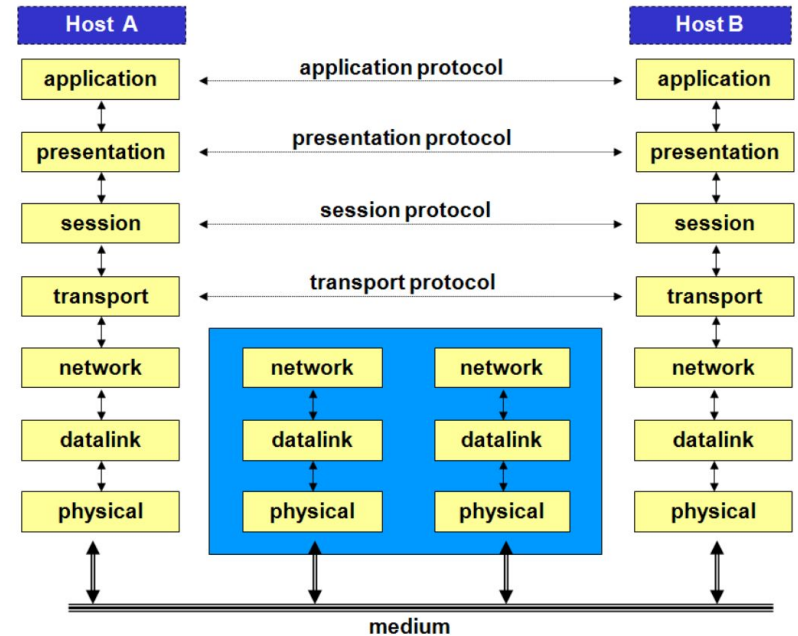 Host A
Host B
application
application protocol
application
presentation
presentation protocol
presentation
session
session protocol
session
transport
transport protocol
transport
network
network
network
network
datalink
datalink
datalink
datalink
physical
physical
physical
physical
medium